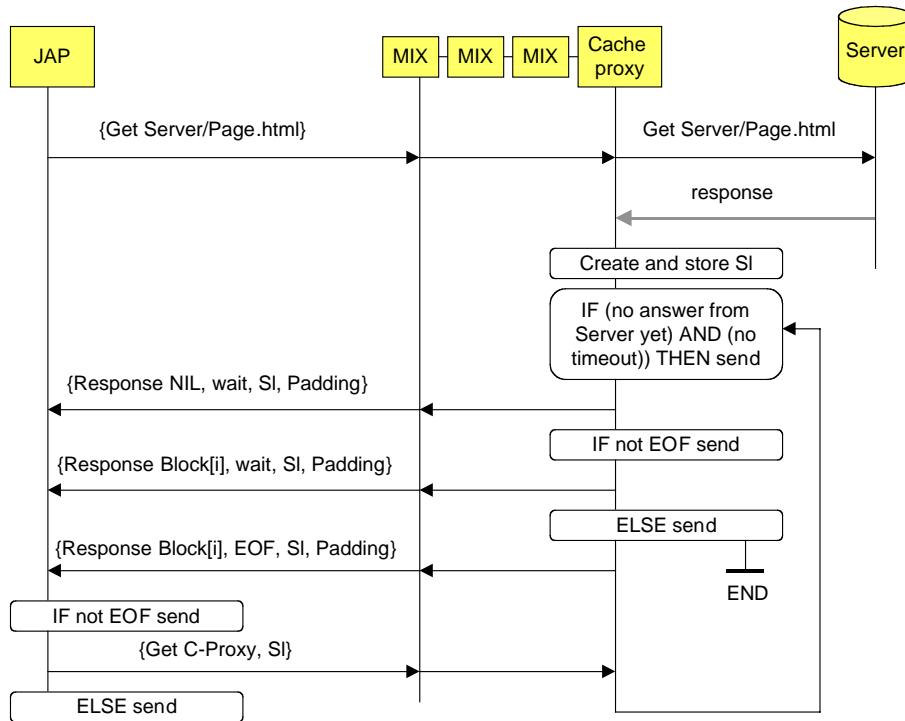 JAP
MIX
MIX
MIX
Cache
proxy
Server
{Get Server/Page.html}
Get Server/Page.html
response
Create and store SI
IF (no answer from
Server yet) AND (no
timeout)) THEN send
{Response NIL, wait, SI, Padding}
IF not EOF send
{Response Block[i], wait, SI, Padding}
ELSE send
{Response Block[i], EOF, SI, Padding}
END
IF not EOF send
{Get C-Proxy, SI}
ELSE send